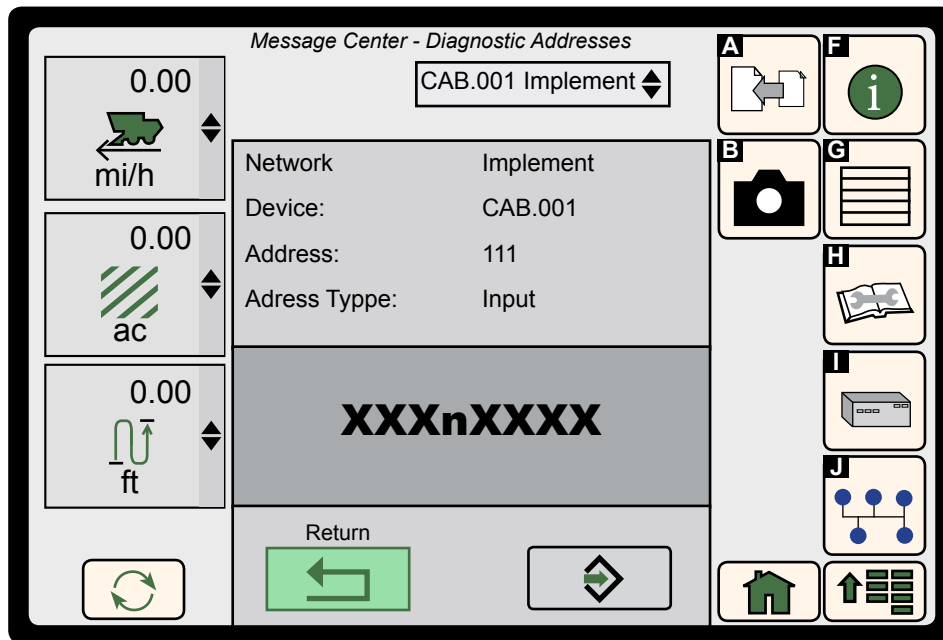 Message Center - Diagnostic Addresses
CAB.001 Implement
0.00
mi/h
0.00
ac
0.00
ft
Network Implement
Device: CAB.001
Address: 111
Adress Typpe: Input
XXXnXXXX
Return
A
F
i
B
G
H
I
J